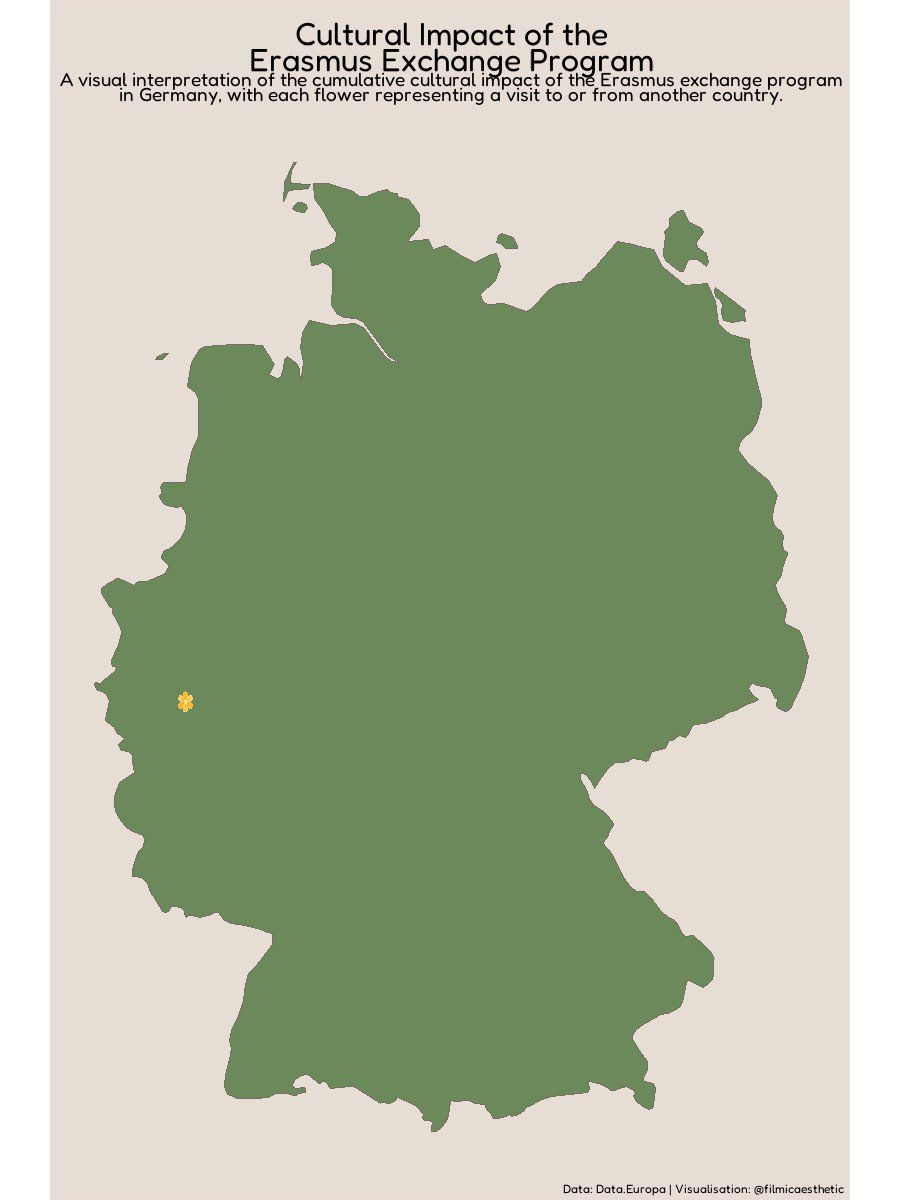 Cultural Impact of the
Erasmus Exchange Program
A visual interpretation of the cumulative cultural impact of the Erasmus exchange program
in Germany, with each flower representing a visit to or from another country.
Data: Data.Europa | Visualisation: @filmicaesthetic